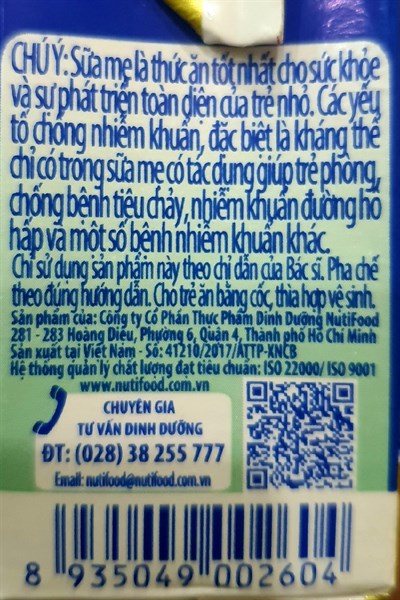 CHÚ Ý: Sữa mẹ là thức ăn tốt nhất cho sức khỏe
và sự phát triển toàn diện của trẻ nhỏ. Các yếu
tố chống nhiễm khuẩn, đặc biệt là kháng thể
chỉ có trong sữa mẹ có tác dụng giúp trẻ phòng,
chống bệnh tiêu chảy, nhiễm khuẩn đường hô
hấp và một số bệnh nhiễm khuẩn khác.
Chỉ sử dụng sản phẩm này theo chỉ dẫn của Bác sĩ. Pha chế
theo đúng hướng dẫn. Cho trẻ ăn bằng cốc, thìa hợp vệ sinh.
Sản phẩm của: Công ty Cổ Phần Thực Phẩm Dinh Dưỡng NutiFood
281 - 283 Hoàng Diệu, Phường 6, Quận 4, Thành phố Hồ Chí Minh
Sản xuất tại Việt Nam - Số: 41210/2017/ATTP-XNCB
Hệ thống quản lý chất lượng đạt tiêu chuẩn: ISO 22000/ ISO 9001
www.nutifood.com.vn
CHUYÊN GIA
TƯ VẤN DINH DƯỠNG
ĐT: (028) 38 255 777
Email: nutifood@nutifood.com.vn
8 935049 002604